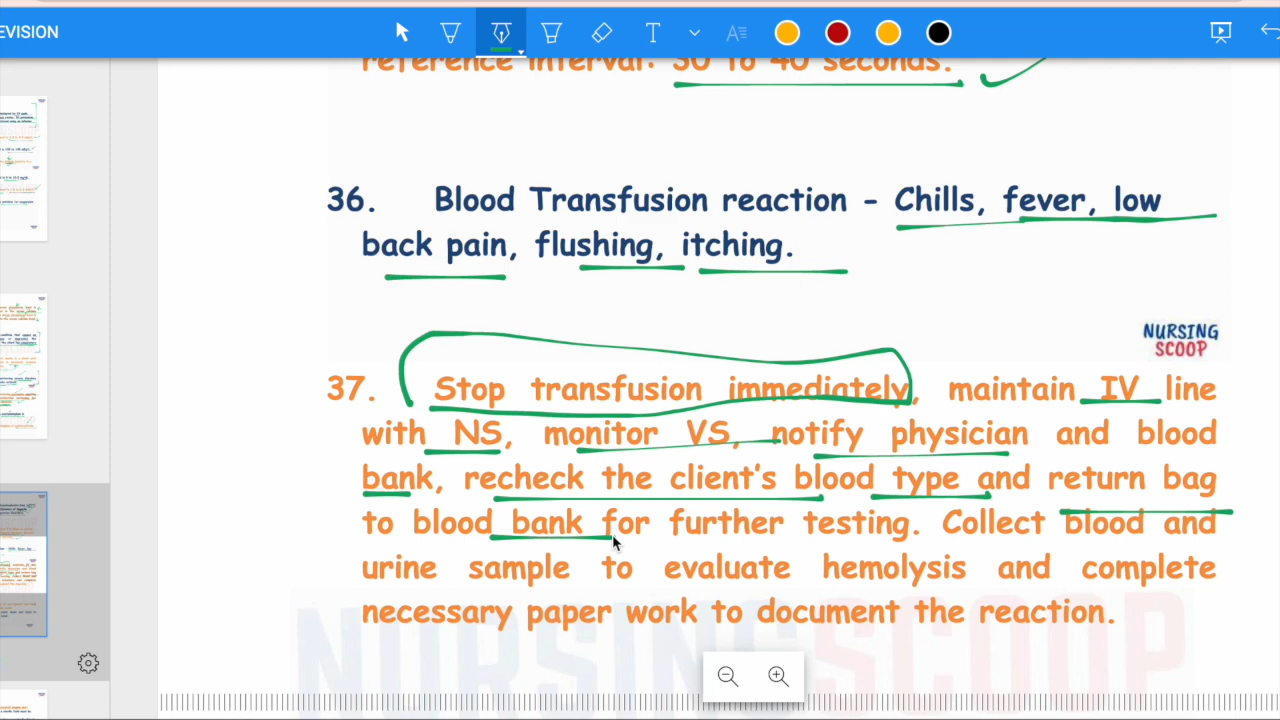 EVISION
T
A
reference interval: 30 to 40 seconds.
36. Blood Transfusion reaction - Chills, fever, low
back pain, flushing, itching.
NURSING
SCOOP
37. Stop transfusion immediately, maintain IV line
with NS, monitor VS, notify physician and blood
bank, recheck the client's blood type and return bag
to blood bank for further testing. Collect blood and
urine sample to evaluate hemolysis and complete
necessary paper work to document the reaction.
NURSING SCOOP